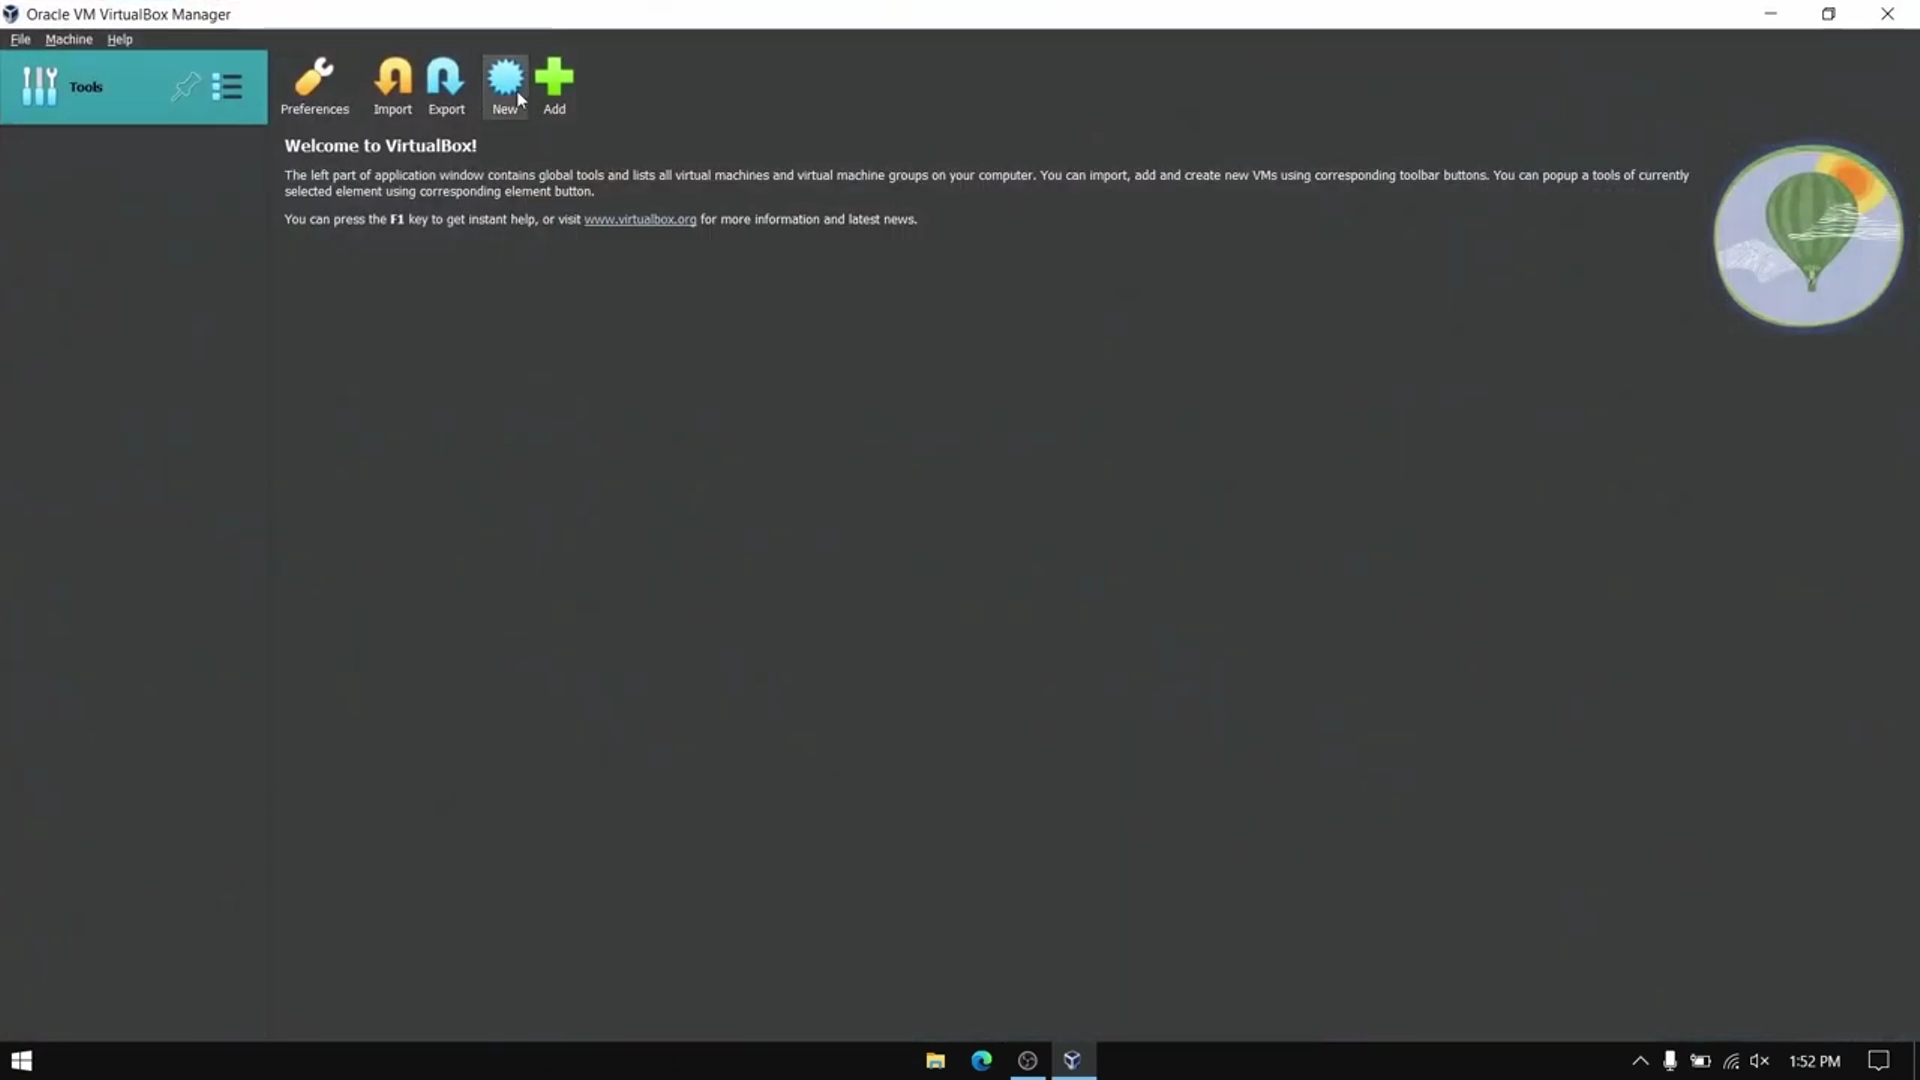 Oracle VM VirtualBox Manager
File Machine Help
Tools
Preferences Import Export New Add
Welcome to VirtualBox!
The left part of application window contains global tools and lists all virtual machines and virtual machine groups on your computer. You can import, add and create new VMs using corresponding toolbar buttons. You can popup a tools of currently
selected element using corresponding element button.
You can press the F1 key to get instant help, or visit www.virtualbox.org for more information and latest news.
1:52 PM